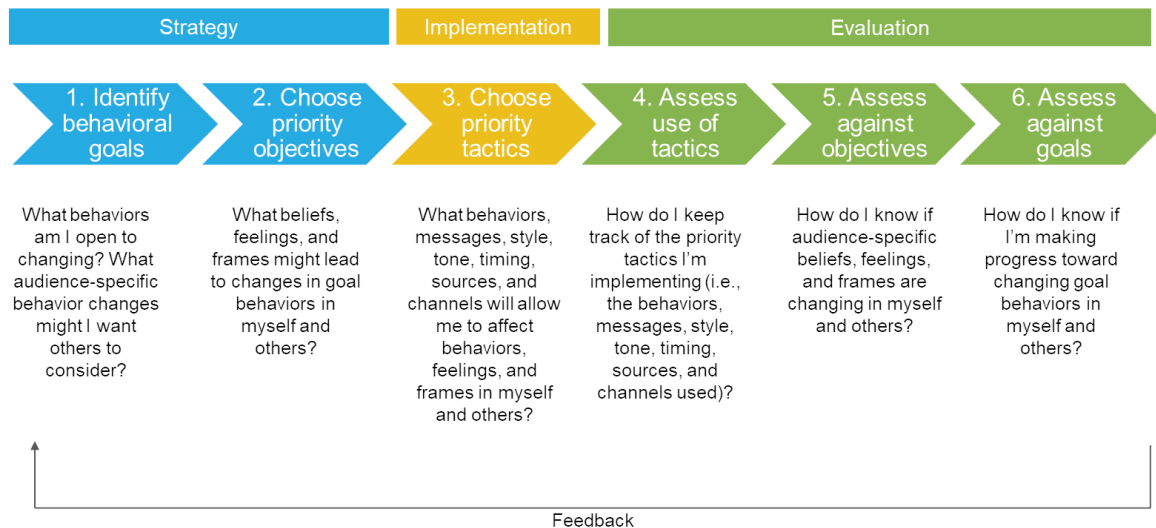 Strategy
Implementation
Evaluation
1. Identify
behavioral
goals
2. Choose
priority
objectives
3. Choose
priority
tactics
4. Assess
use of
tactics
5. Assess
against
objectives
6. Assess
against
goals
What behaviors
am I open to
changing? What
audience-specific
behavior changes
might I want
others to
consider?
What beliefs,
feelings, and
frames might lead
to changes in goal
behaviors in
myself and
others?
What behaviors,
messages, style,
tone, timing,
sources, and
channels will allow
me to affect
behaviors,
feelings, and
frames in myself
and others?
How do I keep
track of the priority
tactics I'm
implementing (i.e.,
the behaviors,
messages, style,
tone, timing,
sources, and
channels used)?
How do I know if
audience-specific
beliefs, feelings,
and frames are
changing in myself
and others?
How do I know if
I'm making
progress toward
changing goal
behaviors in
myself and
others?
Feedback